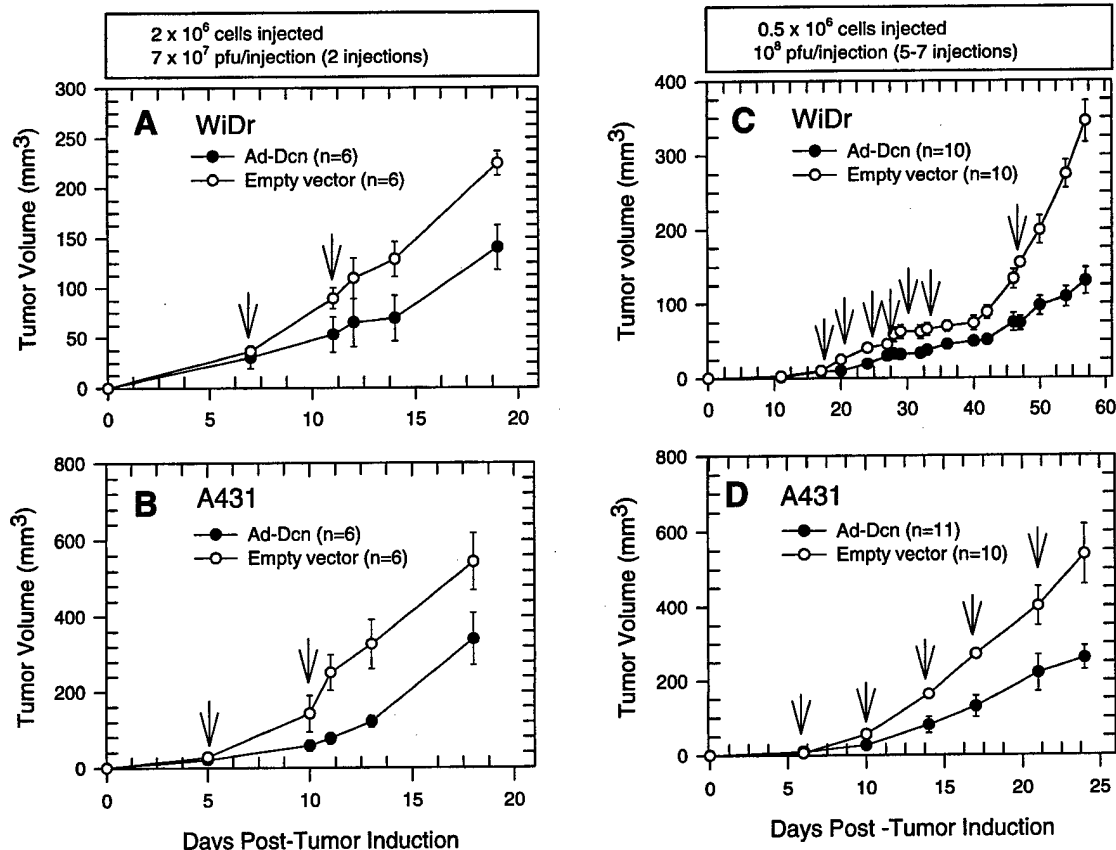 2 x 10⁶ cells injected
7 x 10⁷ pfu/injection (2 injections)
0.5 x 10⁶ cells injected
10⁸ pfu/injection (5-7 injections)
A WiDr
Ad-Dcn (n=6)
Empty vector (n=6)
Tumor Volume (mm³)
300
250
200
150
100
50
0
0 5 10 15 20
C WiDr
Ad-Dcn (n=10)
Empty vector (n=10)
Tumor volume (mm³)
400
300
200
100
0
0 10 20 30 40 50 60
B A431
Ad-Dcn (n=6)
Empty vector (n=6)
Tumor Volume (mm³)
800
600
400
200
0
0 5 10 15 20
Days Post-Tumor Induction
D A431
Ad-Dcn (n=11)
Empty vector (n=10)
Tumor Volume (mm³)
800
600
400
200
0
0 5 10 15 20 25
Days Post -Tumor Induction